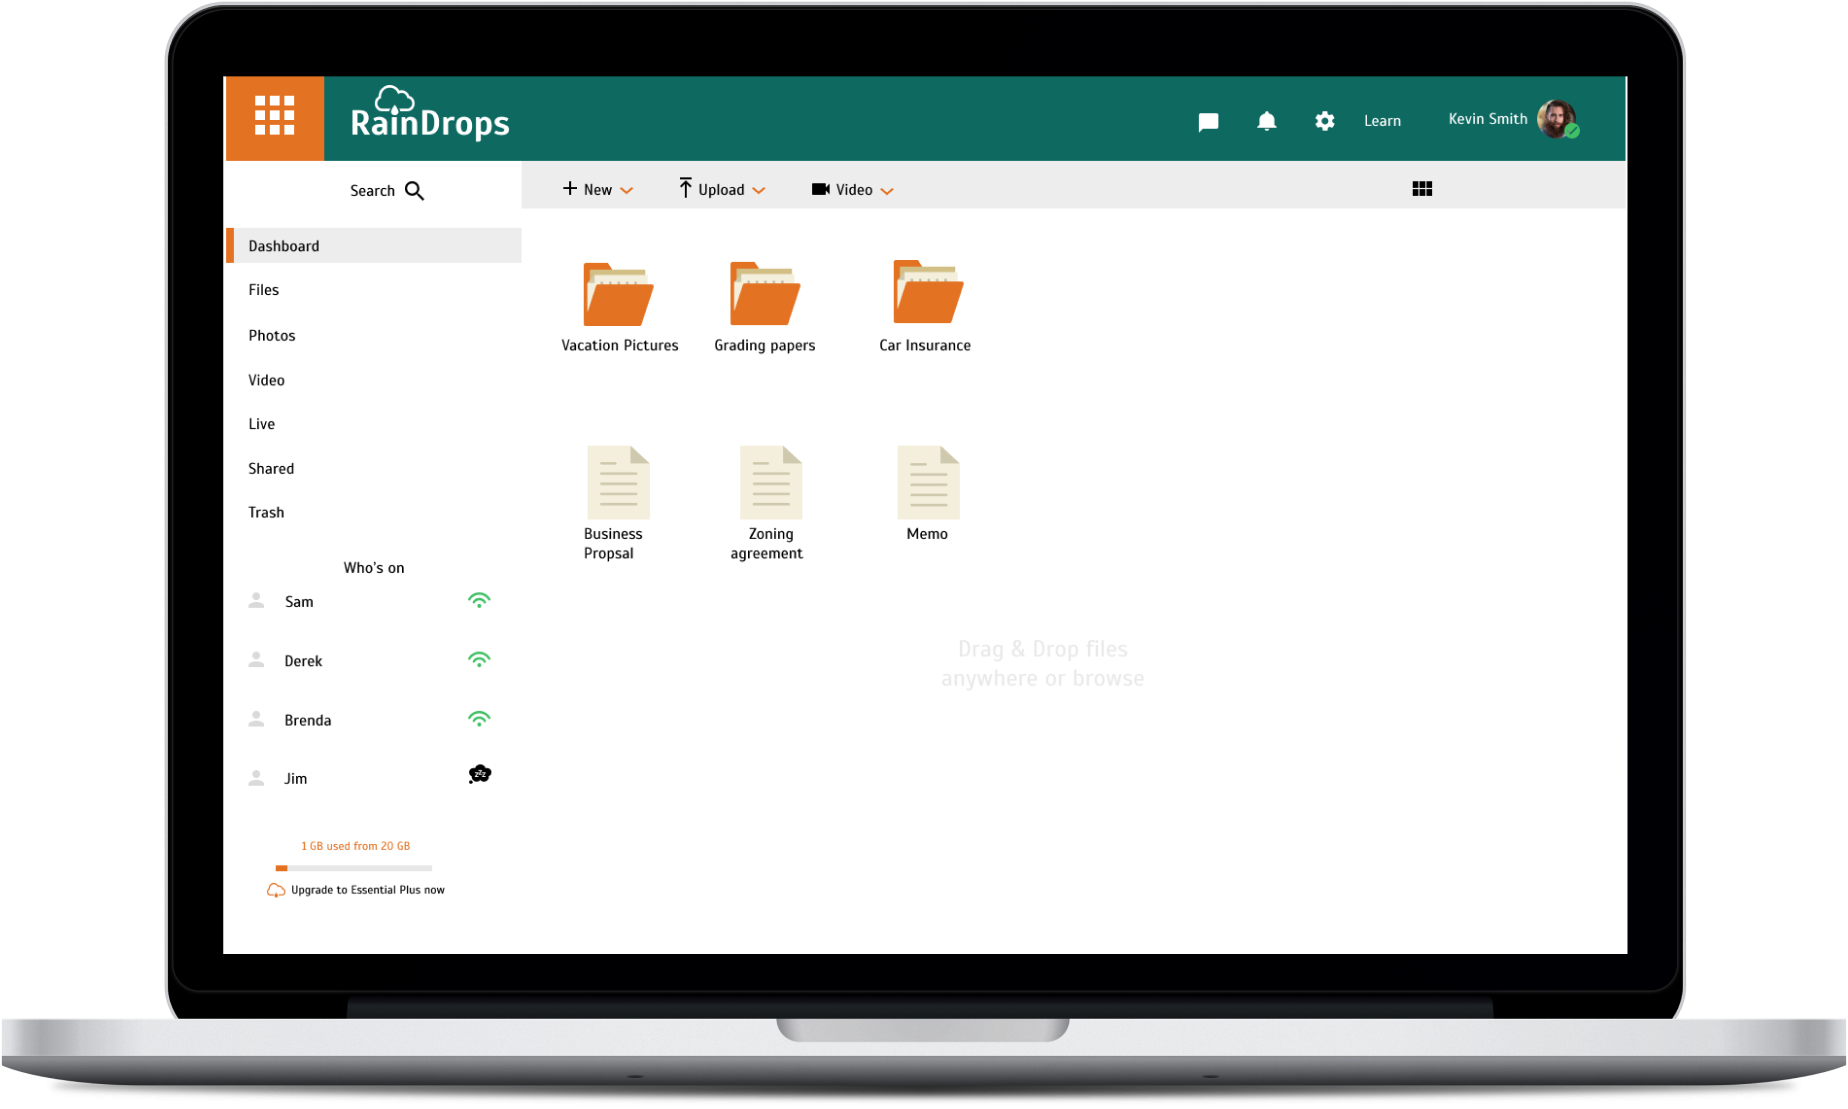 RainDrops
Learn
Kevin Smith
Search
New
Upload
Video
Dashboard
Files
Photos
Video
Live
Shared
Trash
Vacation Pictures
Grading papers
Car Insurance
Business
Propsal
Zoning
agreement
Memo
Who's on
Sam
Derek
Brenda
Jim
zzz
Drag & Drop files
anywhere or browse
1 GB used from 20 GB
Upgrade to Essential Plus now